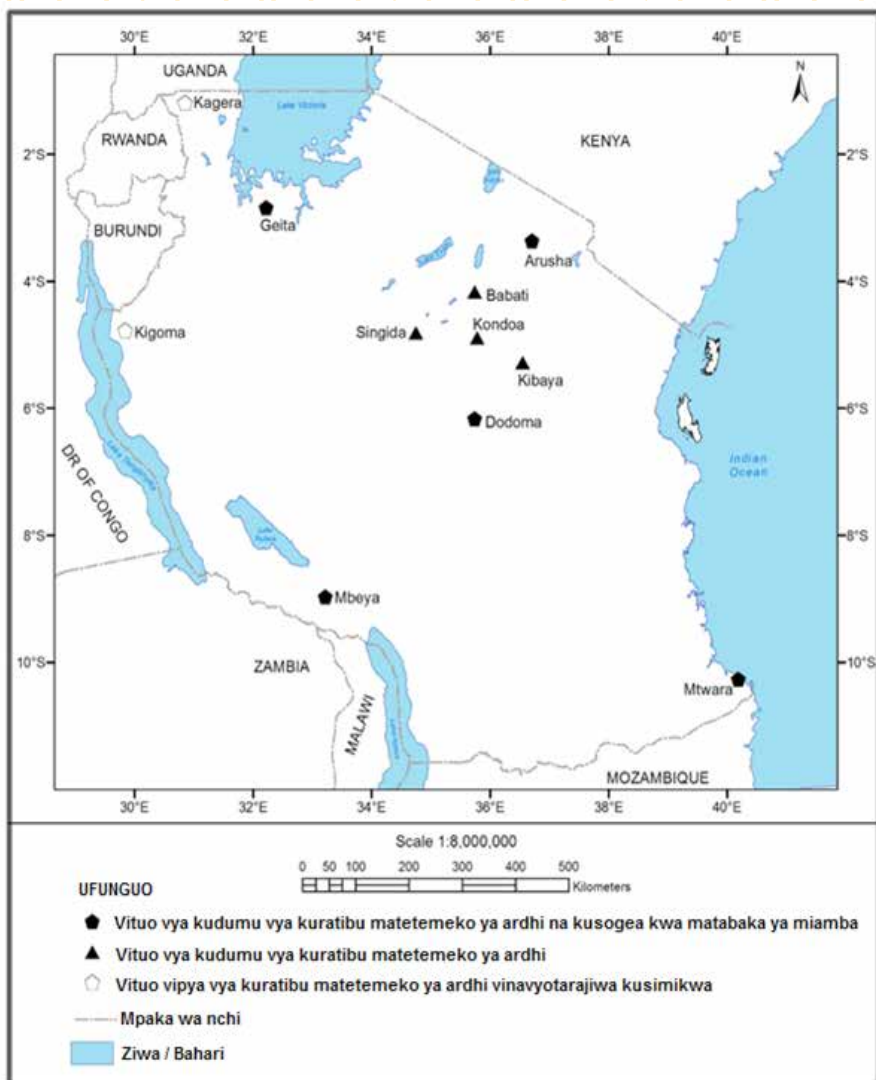 30°E 32°E 34°E 36°E 38°E 40°E
UGANDA
N
Kagera
Lake Victoria
KENYA
RWANDA
2°S 2°S
Geita
BURUNDI
Arusha
4°S 4°S
Babati
Kigoma
Singida
Kondoa
Kibaya
6°S 6°S
Dodoma
Indian
Ocean
Lake Tanganyika
DR OF CONGO
8°S 8°S
Mbeya
10°S 10°S
ZAMBIA
Mtwara
MALAWI
MOZAMBIQUE
30°E 32°E 34°E 36°E 38°E 40°E
Scale 1:8,000,000
0 50 100 200 300 400 500
Kilometers
UFUNGUO
Vituo vya kudumu vya kuratibu matetemeko ya ardhi na kusogea kwa matabaka ya miamba
Vituo vya kudumu vya kuratibu matetemeko ya ardhi
Vituo vipya vya kuratibu matetemeko ya ardhi vinavyotarajiwa kusimikwa
Mpaka wa nchi
Ziwa / Bahari